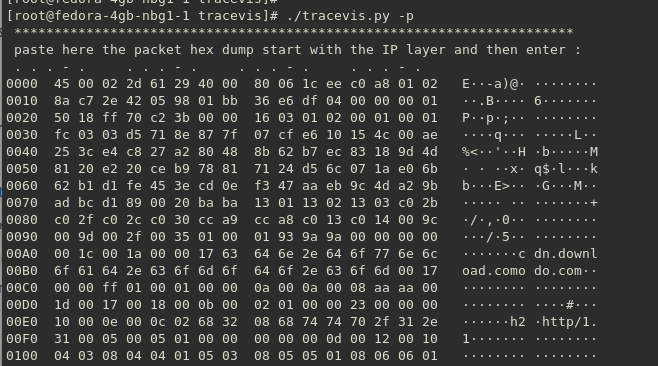 [root@fedora-4gb-nbg1-1 tracevis]#
[root@fedora-4gb-nbg1-1 tracevis]# ./tracevis.py -p
**********************************************************************
paste here the packet hex dump start with the IP layer and then enter :
. . . - . . . . - . . . . - . . . . - .
0000 45 00 02 2d 61 29 40 00 80 06 1c ee c0 a8 01 02 E··-a)@· ········
0010 8a c7 2e 42 05 98 01 bb 36 e6 df 04 00 00 00 01 ··.B···· 6·······
0020 50 18 ff 70 c2 3b 00 00 16 03 01 02 00 01 00 01 P··p·;·· ········
0030 fc 03 03 d5 71 8e 87 7f 07 cfe6 10 15 4c 00 ae ····q··· ·····L··
0040 25 3c e4 c8 27 a2 80 48 8b 62 b7 ec 83 18 9d 4d %<··'··H ·b·····M
0050 81 20 e2 20 ce b9 78 81 71 24 d5 6c 07 1a e0 6b · · ··x· q$·l···k
0060 62 b1 d1 fe 45 3e cd 0e f3 47 aa eb 9c 4d a2 9b b···E>·· ·G···M··
0070 ad bc d1 89 00 20 ba ba 13 01 13 02 13 03 c0 2b ····· ·· ·······+
0080 c0 2f c0 2c c0 30 cc a9 cc a8 c0 13 c0 14 00 9c ·/·,·0·· ········
0090 00 9d 00 2f 00 35 01 00 01 93 9a 9a 00 00 00 00 ···/·5·· ········
00A0 00 1c 00 1a 00 00 17 63 64 6e 2e 64 6f 77 6e 6c ·······c dn.downl
00B0 6f 61 64 2e 63 6f 6d 6f 64 6f 2e 63 6f 6d 00 17 oad.como do.com··
00C0 00 00 ff 01 00 01 00 00 0a 00 0a 00 08 aa aa 00 ········ ········
00D0 1d 00 17 00 18 00 0b 00 02 01 00 00 23 00 00 00 ········ ····#···
00E0 10 00 0e 00 0c 02 68 32 08 68 74 74 70 2f 31 2e ······h2 ·http/1.
00F0 31 00 05 00 05 01 00 00 00 00 00 0d 00 12 00 10 1······· ········
0100 04 03 08 04 04 01 05 03 08 05 05 01 08 06 06 01 ········ ········